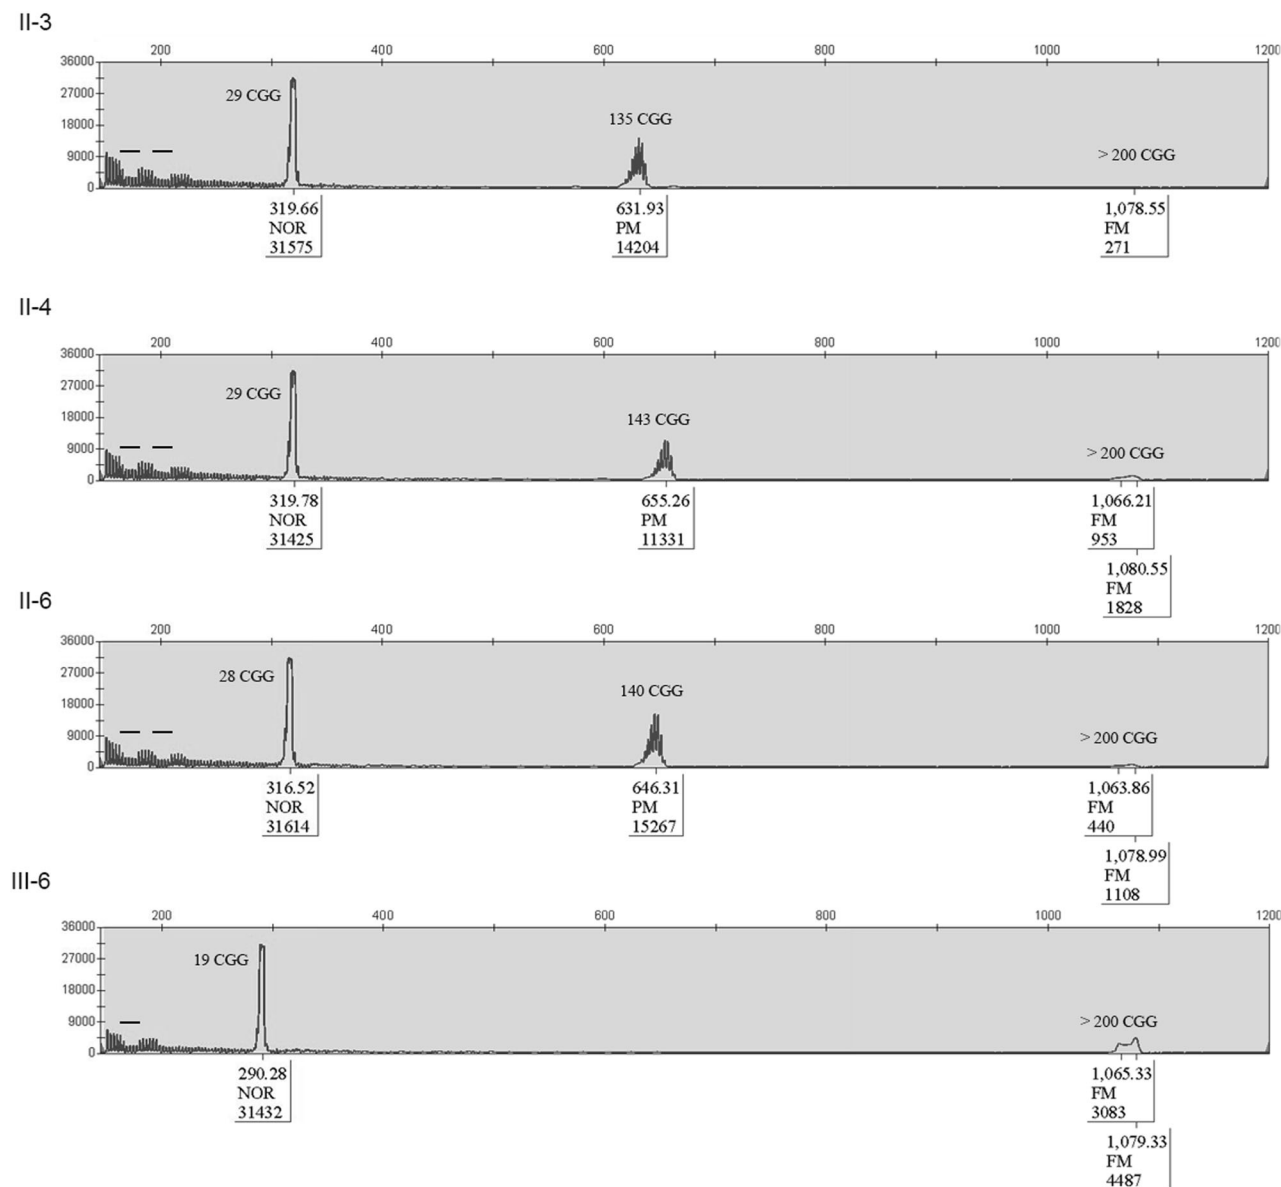 II-3
200 400 600 800 1000 1200
36000
27000
18000
9000
0
29 CGG
135 CGG
> 200 CGG
319.66
NOR
31575
631.93
PM
14204
1,078.55
FM
271
II-4
200 400 600 800 1000 1200
36000
27000
18000
9000
0
29 CGG
143 CGG
> 200 CGG
319.78
NOR
31425
655.26
PM
11331
1,066.21
FM
953
1,080.55
FM
1828
II-6
200 400 600 800 1000 1200
36000
27000
18000
9000
0
28 CGG
140 CGG
> 200 CGG
316.52
NOR
31614
646.31
PM
15267
1,063.86
FM
440
1,078.99
FM
1108
III-6
200 400 600 800 1000 1200
36000
27000
18000
9000
0
19 CGG
> 200 CGG
290.28
NOR
31432
1,065.33
FM
3083
1,079.33
FM
4487